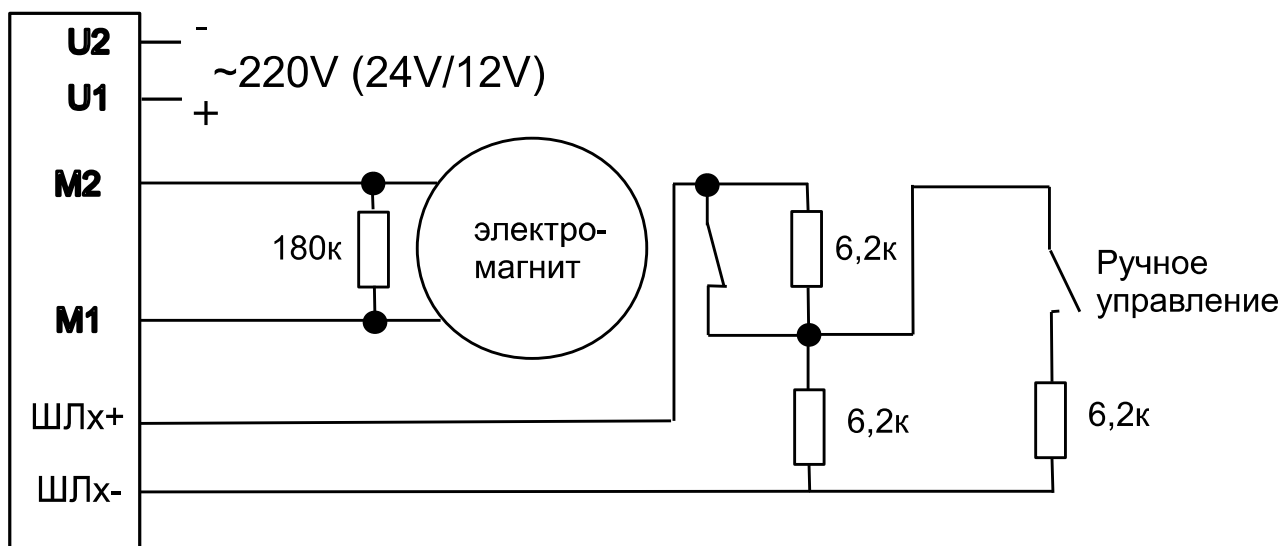 U2
-
~220V (24V/12V)
U1
+
M2
180к
электро-
магнит
6,2к
Ручное
управление
M1
ШЛх+
6,2к
6,2к
ШЛх-